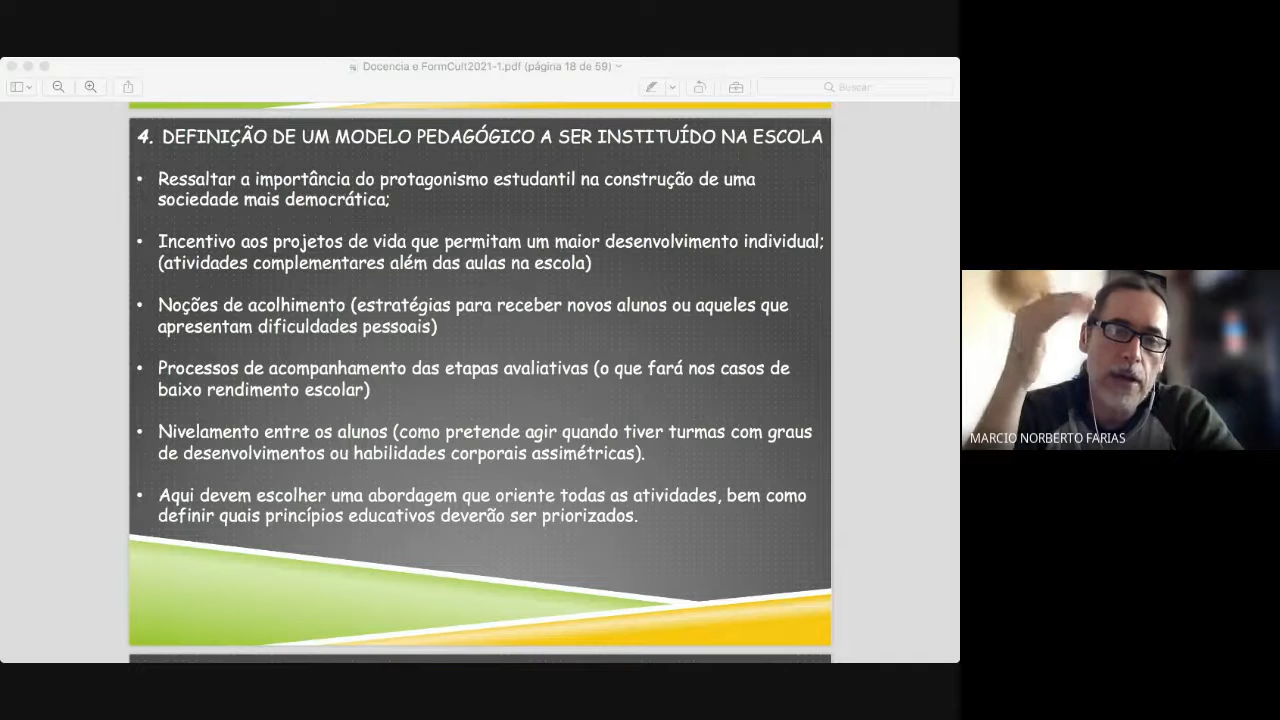 Docencia e FormCult2021-1.pdf (página 18 de 59)
Buscar
4. DEFINIÇÃO DE UM MODELO PEDAGÓGICO A SER INSTITUÍDO NA ESCOLA
• Ressaltar a importância do protagonismo estudantil na construção de uma
sociedade mais democrática;
• Incentivo aos projetos de vida que permitam um maior desenvolvimento individual;
(atividades complementares além das aulas na escola)
• Noções de acolhimento (estratégias para receber novos alunos ou aqueles que
apresentam dificuldades pessoais)
• Processos de acompanhamento das etapas avaliativas (o que fará nos casos de
baixo rendimento escolar)
• Nivelamento entre os alunos (como pretende agir quando tiver turmas com graus
de desenvolvimentos ou habilidades corporais assimétricas).
• Aqui devem escolher uma abordagem que oriente todas as atividades, bem como
definir quais princípios educativos deverão ser priorizados.
MARCIO NORBERTO FARIAS